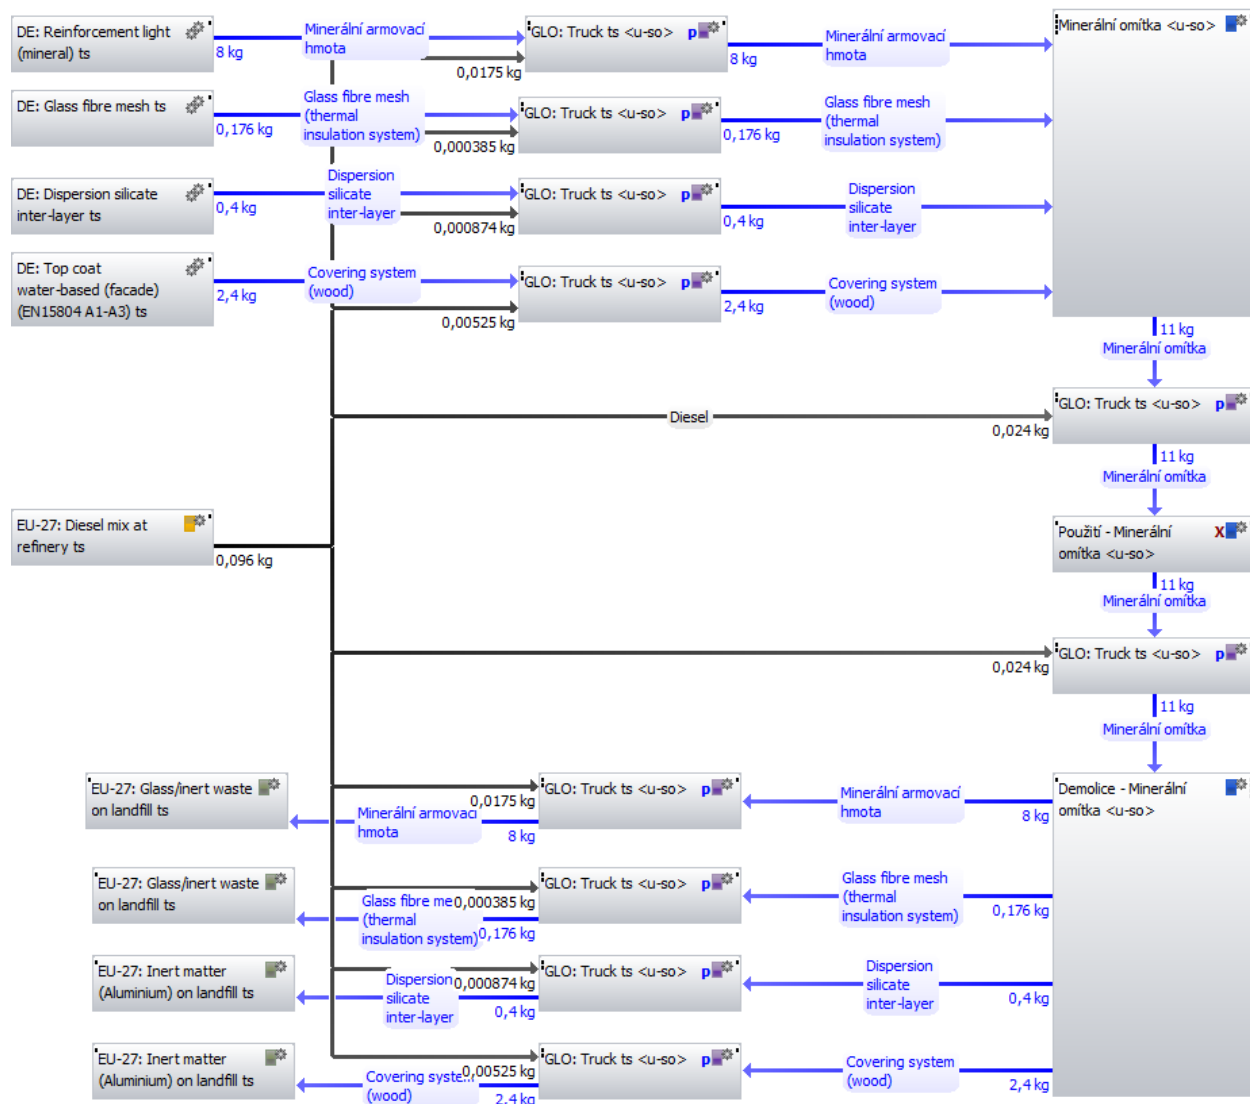 DE: Reinforcement light
(mineral) ts
8 kg
Minerální armovací
hmota
GLO: Truck ts <u-so>
p
0,0175 kg
8 kg
Minerální armovací
hmota
Minerální omítka <u-so>
DE: Glass fibre mesh ts
0,176 kg
Glass fibre mesh
(thermal
insulation system)
GLO: Truck ts <u-so>
p
0,000385 kg
0,176 kg
Glass fibre mesh
(thermal
insulation system)
DE: Dispersion silicate
inter-layer ts
0,4 kg
Dispersion
silicate
inter-layer
GLO: Truck ts <u-so>
p
0,000874 kg
0,4 kg
Dispersion
silicate
inter-layer
DE: Top coat
water-based (facade)
(EN15804 A1-A3) ts
2,4 kg
Covering system
(wood)
GLO: Truck ts <u-so>
p
0,00525 kg
2,4 kg
Covering system
(wood)
11 kg
Minerální omítka
Diesel
0,024 kg
GLO: Truck ts <u-so>
p
11 kg
Minerální omítka
EU-27: Diesel mix at
refinery ts
0,096 kg
Použití - Minerální
omítka <u-so>
X
11 kg
Minerální omítka
0,024 kg
GLO: Truck ts <u-so>
p
11 kg
Minerální omítka
EU-27: Glass/inert waste
on landfill ts
Minerální armovací
hmota
0,0175 kg
8 kg
GLO: Truck ts <u-so>
p
Minerální armovací
hmota
8 kg
Demolice - Minerální
omítka <u-so>
EU-27: Glass/inert waste
on landfill ts
Glass fibre me
(thermal
insulation system)
0,000385 kg
0,176 kg
GLO: Truck ts <u-so>
p
Glass fibre mesh
(thermal
insulation system)
0,176 kg
EU-27: Inert matter
(Aluminium) on landfill ts
Dispersion
silicate
inter-layer
0,000874 kg
0,4 kg
GLO: Truck ts <u-so>
p
Dispersion
silicate
inter-layer
0,4 kg
EU-27: Inert matter
(Aluminium) on landfill ts
Covering system
(wood)
0,00525 kg
2,4 kg
GLO: Truck ts <u-so>
p
Covering system
(wood)
2,4 kg